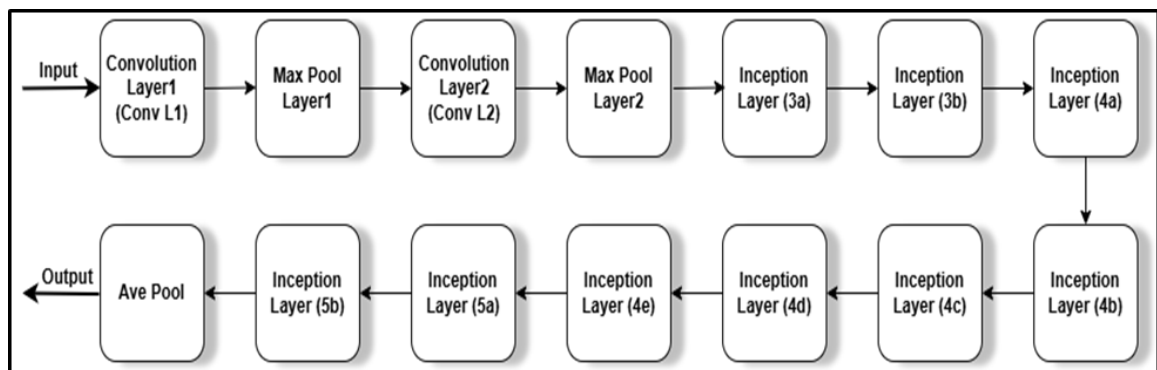 Input
Convolution
Layer1
(Conv L1)
Max Pool
Layer1
Convolution
Layer2
(Conv L2)
Max Pool
Layer2
Inception
Layer (3a)
Inception
Layer (3b)
Inception
Layer (4a)
Output
Ave Pool
Inception
Layer (5b)
Inception
Layer (5a)
Inception
Layer (4e)
Inception
Layer (4d)
Inception
Layer (4c)
Inception
Layer (4b)